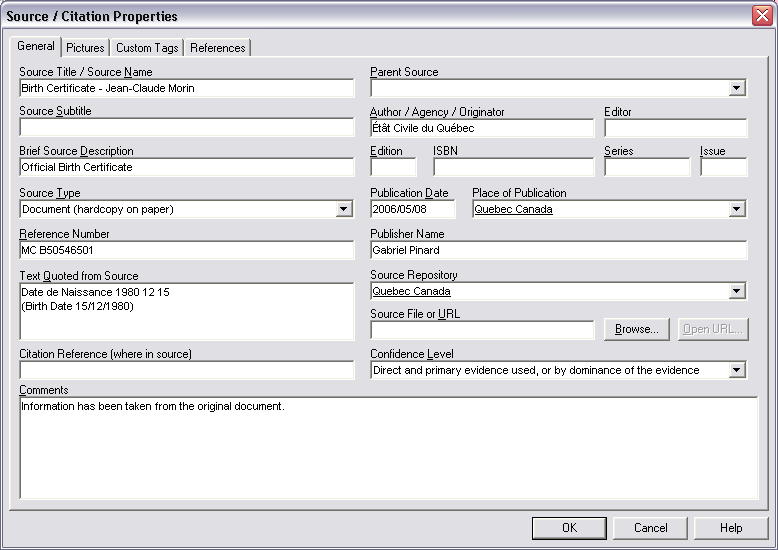 Source / Citation Properties
General Pictures Custom Tags References
Source Title / Source Name
Birth Certificate - Jean-Claude Morin
Parent Source
Source Subtitle
Author / Agency / Originator
Étât Civile du Québec
Editor
Brief Source Description
Official Birth Certificate
Edition
ISBN
Series
Issue
Source Type
Document (hardcopy on paper)
Publication Date
2006/05/08
Place of Publication
Quebec Canada
Reference Number
MC B50546501
Publisher Name
Gabriel Pinard
Text Quoted from Source
Date de Naissance 1980 12 15
(Birth Date 15/12/1980)
Source Repository
Quebec Canada
Source File or URL
Browse...
Open URL...
Citation Reference (where in source)
Confidence Level
Direct and primary evidence used, or by dominance of the evidence
Comments
Information has been taken from the original document.
OK Cancel Help